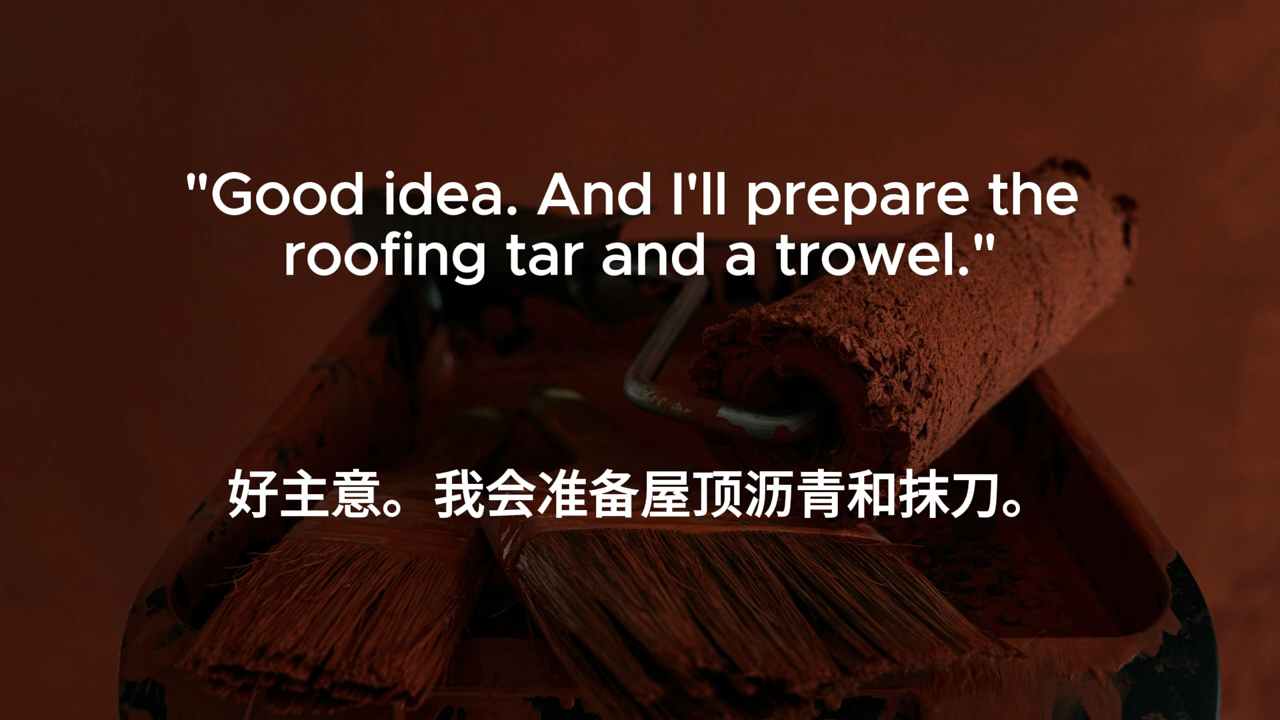 "Good idea. And I'll prepare the
roofing tar and a trowel."
好主意。我会准备屋顶沥青和抹刀。